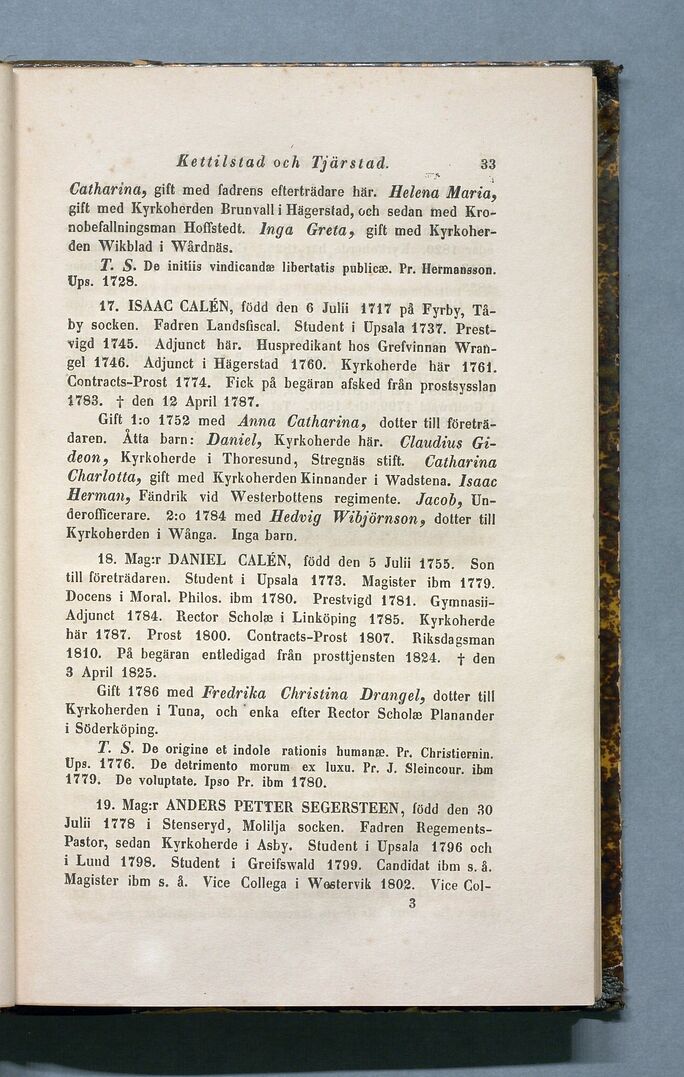 Kettilstad och Tjärstad. 33
Catharina, gift med fadrens efterträdare här. Helena Maria,
gift med Kyrkoherden Brunvall i Hägerstad, och sedan med Kro-
nobefallningsman Hoffstedt. Inga Greta, gift med Kyrkoher-
den Wikblad i Wårdnäs.
T. S. De initiis vindicandæ libertatis publicæ. Pr. Hermansson.
Ups. 1728.
17. ISAAC CALÉN, född den 6 Julii 1717 på Fyrby, Tå-
by socken. Fadren Landsfiscal. Student i Upsala 1737. Prest-
vigd 1745. Adjunct här. Huspredikant hos Grefvinnan Wran-
gel 1746. Adjunct i Hägerstad 1760. Kyrkoherde här 1761.
Contracts-Prost 1774. Fick på begäran afsked från prostsysslan
1783. † den 12 April 1787.
Gift 1:o 1752 med Anna Catharina, dotter till företrä-
daren. Åtta barn: Daniel, Kyrkoherde här. Claudius Gi-
deon, Kyrkoherde i Thoresund, Stregnäs stift. Catharina
Charlotta, gift med Kyrkoherden Kinnander i Wadstena. Isaac
Herman, Fändrik vid Westerbottens regimente. Jacob, Un-
derofficerare. 2:o 1784 med Hedvig Wibjörnson, dotter till
Kyrkoherden i Wånga. Inga barn.
18. Mag:r DANIEL CALÉN, född den 5 Julii 1755. Son
till företrädaren. Student i Upsala 1773. Magister ibm 1779.
Docens i Moral. Philos. ibm 1780. Prestvigd 1781. Gymnasii-
Adjunct 1784. Rector Scholæ i Linköping 1785. Kyrkoherde
här 1787. Prost 1800. Contracts-Prost 1807. Riksdagsman
1810. På begäran entledigad från prosttjensten 1824. † den
3 April 1825.
Gift 1786 med Fredrika Christina Drangel, dotter till
Kyrkoherden i Tuna, och enka efter Rector Scholæ Planander
i Söderköping.
T. S. De origine et indole rationis humanæ. Pr. Christiernin.
Ups. 1776. De detrimento morum ex luxu. Pr. J. Sleincour. ibm
1779. De voluptate. Ipso Pr. ibm 1780.
19. Mag:r ANDERS PETTER SEGERSTEEN, född den 30
Julii 1778 i Stenseryd, Molilja socken. Fadren Regements-
Pastor, sedan Kyrkoherde i Asby. Student i Upsala 1796 och
i Lund 1798. Student i Greifswald 1799. Candidat ibm s. å.
Magister ibm s. å. Vice Collega i Westervik 1802. Vice Col-
3